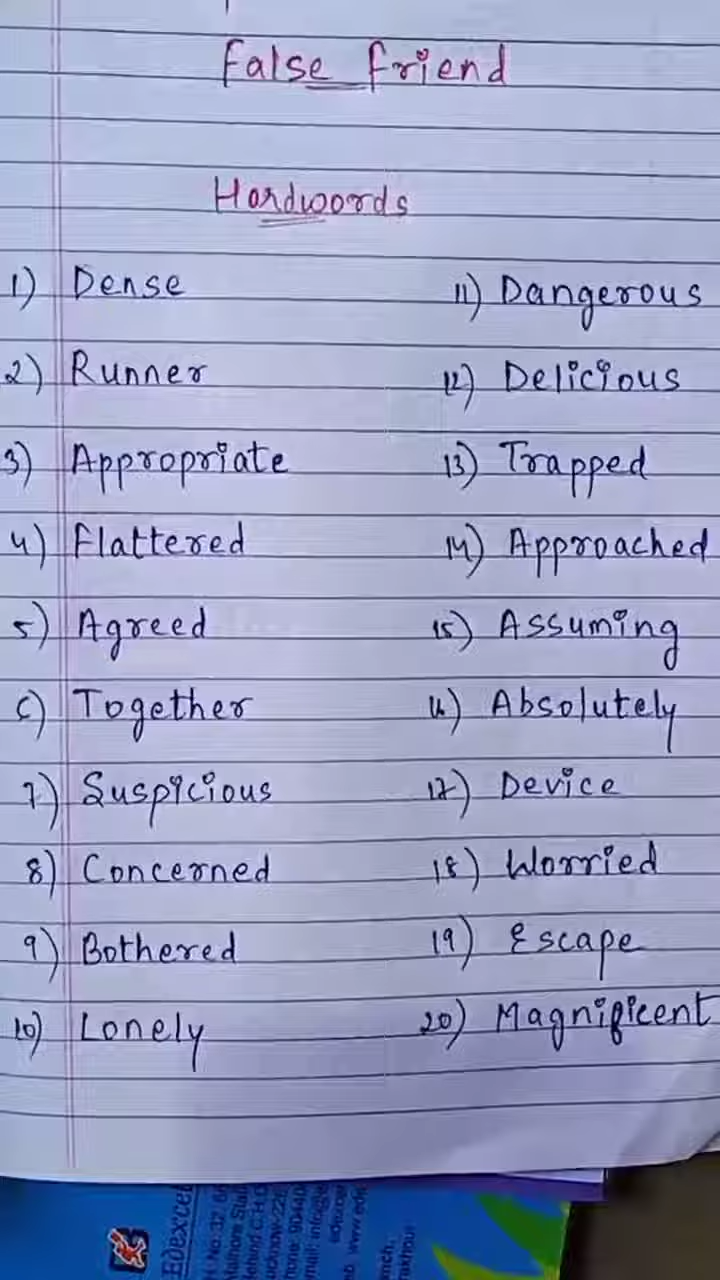 False Friend
Hardwords
1) Dense
2) Runner
3) Appropriate
4) Flattered
5) Agreed
6) Together
7) Suspicious
8) Concerned
9) Bothered
10) Lonely
11) Dangerous
12) Delicious
13) Trapped
14) Approached
15) Assuming
16) Absolutely
17) Device
18) Worried
19) Escape
20) Magnificent
Edexcel